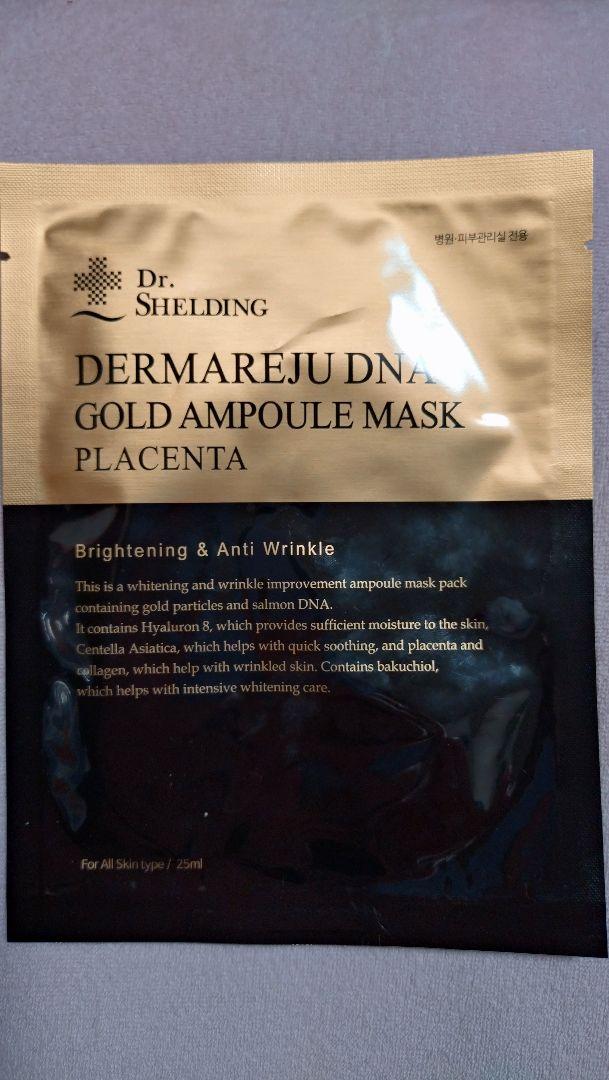 병원·피부관리실 전용
Dr.
SHELDING
DERMAREJU DNA
GOLD AMPOULE MASK
PLACENTA
Brightening & Anti Wrinkle
This is a whitening and wrinkle improvement ampoule mask pack
containing gold particles and salmon DNA.
It contains Hyaluron 8, which provides sufficient moisture to the skin,
Centella Asiatica, which helps with quick soothing, and placenta and
collagen, which help with wrinkled skin. Contains bakuchiol,
which helps with intensive whitening care.
For All Skin type / 25ml